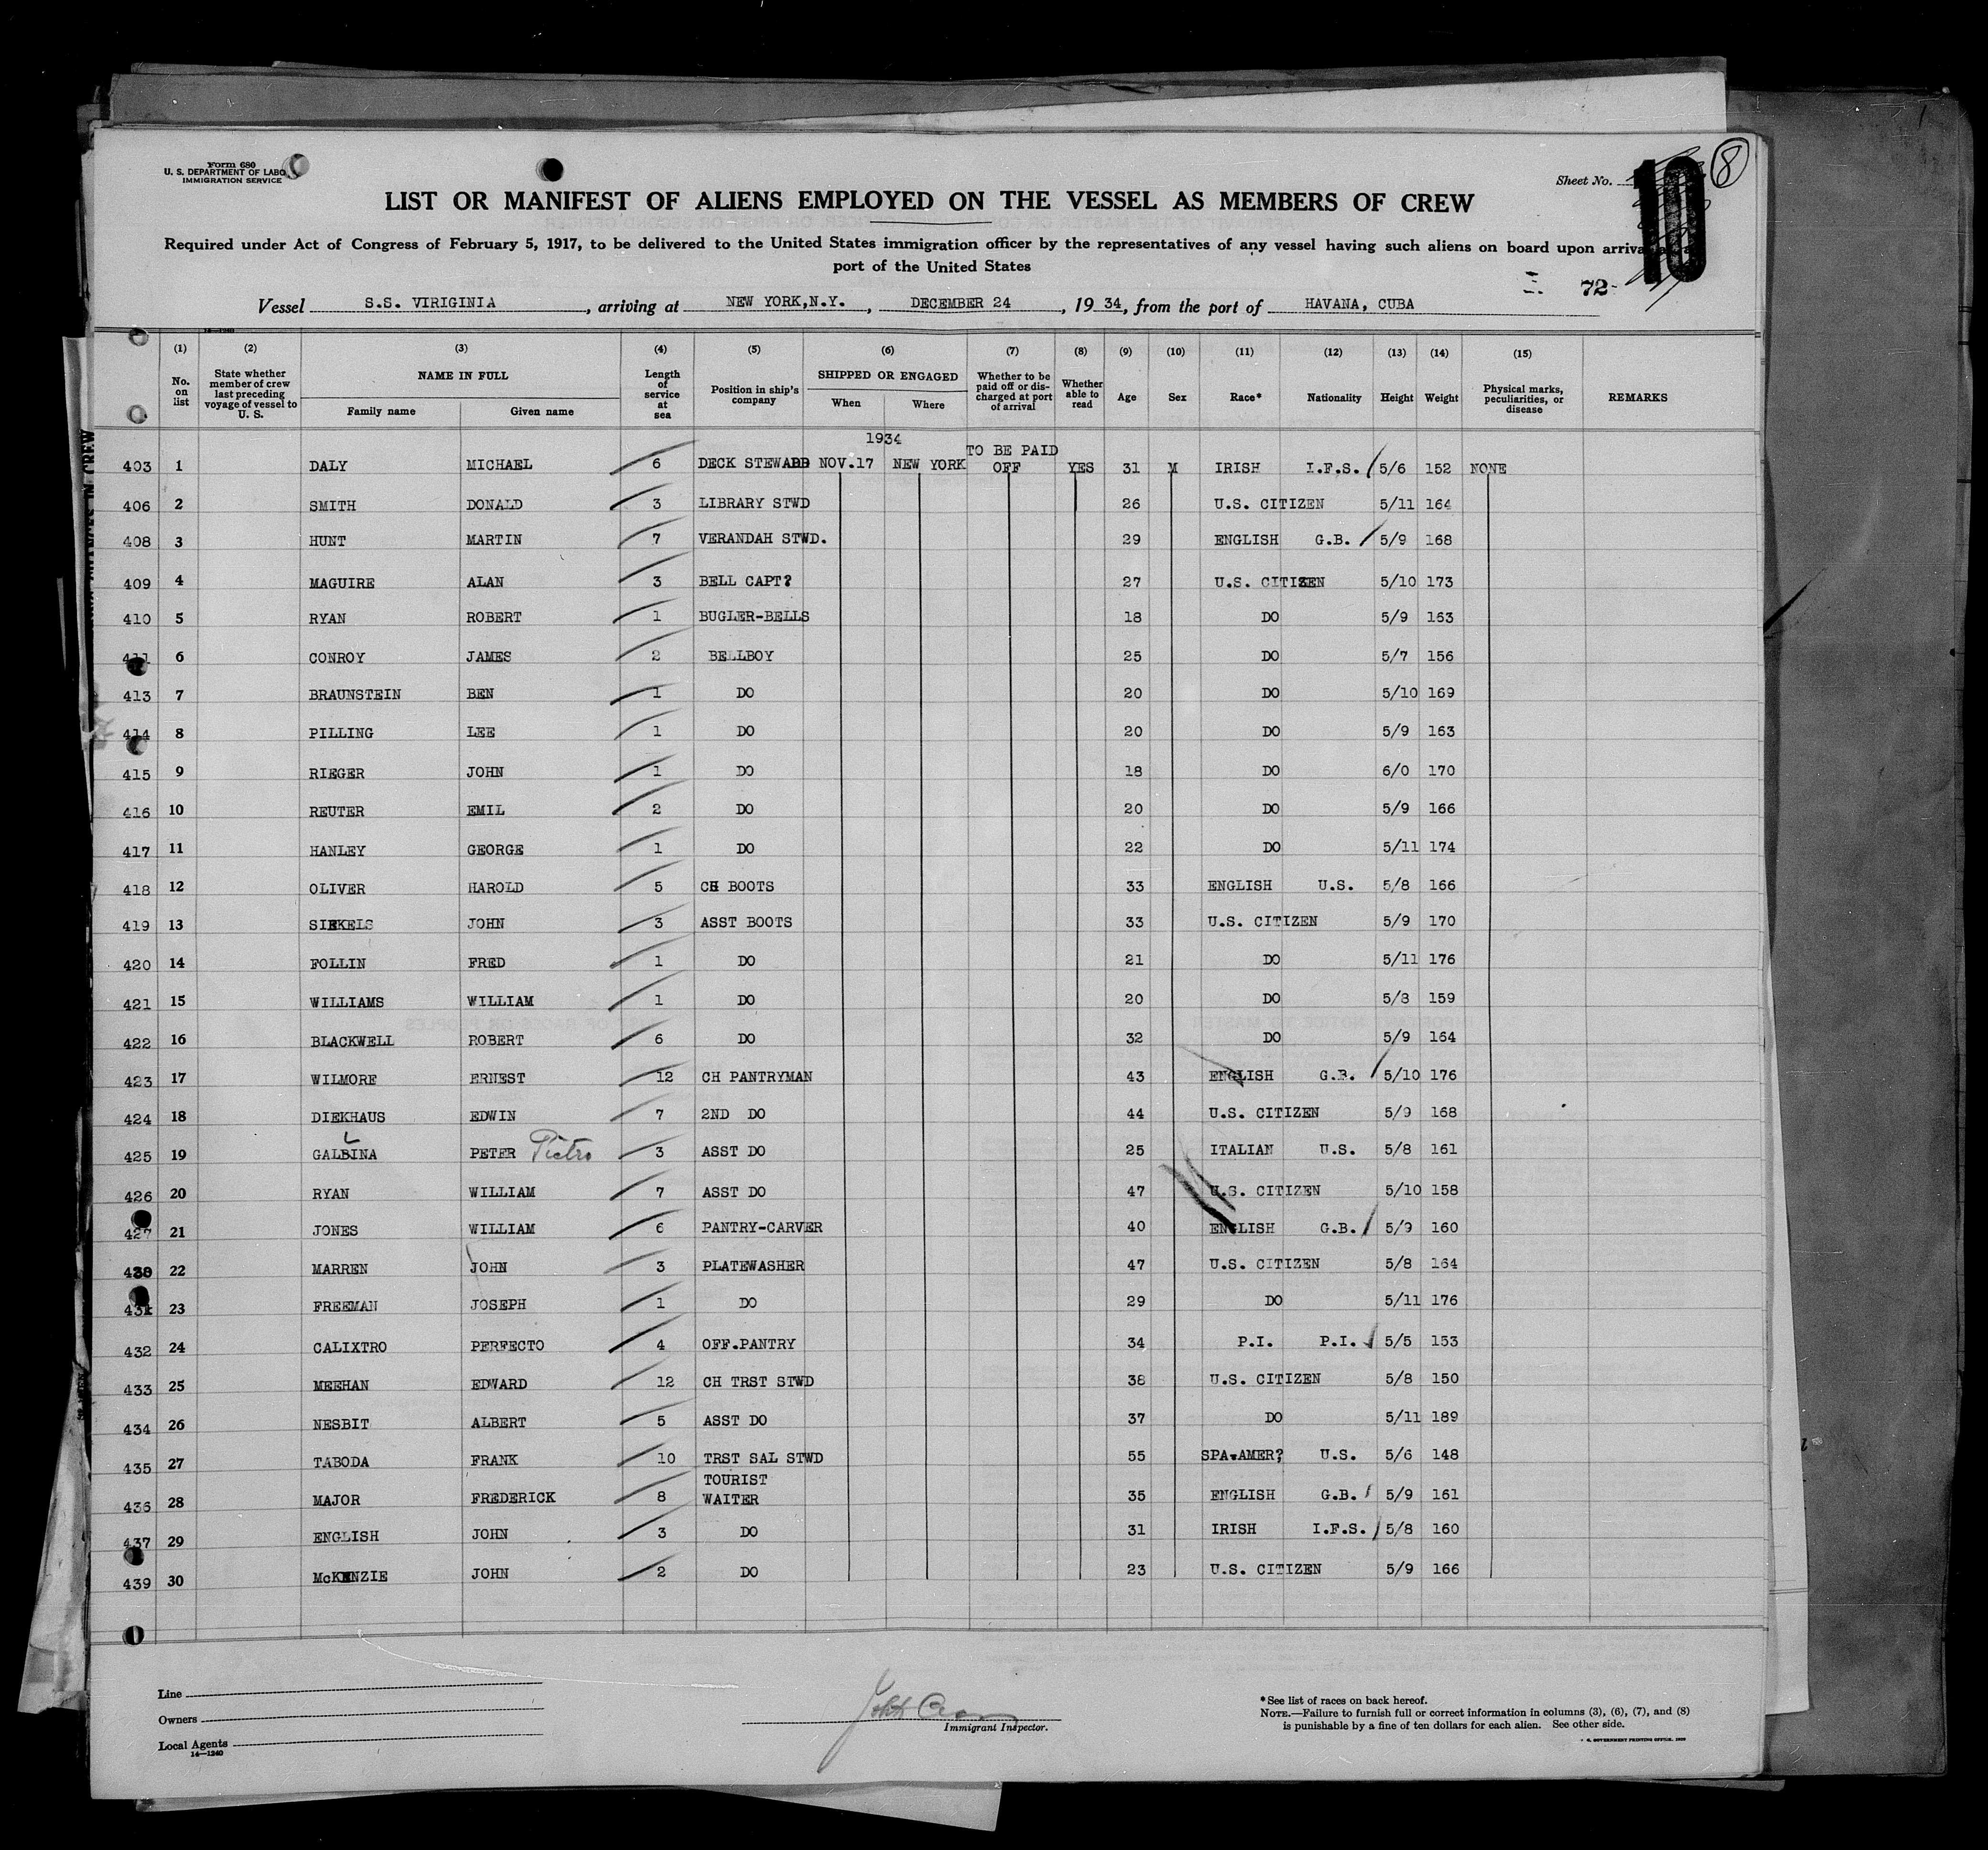 Form 680
U. S. DEPARTMENT OF LABO
IMMIGRATION SERVICE
Sheet No.
10
8
LIST OR MANIFEST OF ALIENS EMPLOYED ON THE VESSEL AS MEMBERS OF CREW
Required under Act of Congress of February 5, 1917, to be delivered to the United States immigration officer by the representatives of any vessel having such aliens on board upon arriva
port of the United States
72-
Vessel S.S. VIRIGINIA, arriving at NEW YORK,N.Y., DECEMBER 24, 1934, from the port of HAVANA, CUBA
14—1240
(1) (2) (3) (4) (5) (6) (7) (8) (9) (10) (11) (12) (13) (14) (15)
No. on list State whether member of crew last preceding voyage of vessel to U. S. NAME IN FULL Family name Given name Length of service at sea Position in ship's company SHIPPED OR ENGAGED When Where Whether to be paid off or discharged at port of arrival Whether able to read Age Sex Race* Nationality Height Weight Physical marks, peculiarities, or disease REMARKS
1934 TO BE PAID
403 1 DALY MICHAEL 6 DECK STEWARD NOV.17 NEW YORK OFF YES 31 M IRISH I.F.S. 5/6 152 NONE
406 2 SMITH DONALD 3 LIBRARY STWD 26 U.S. CITIZEN 5/11 164
408 3 HUNT MARTIN 7 VERANDAH STWD. 29 ENGLISH G.B. 5/9 168
409 4 MAGUIRE ALAN 3 BELL CAPT? 27 U.S. CITIZEN 5/10 173
410 5 RYAN ROBERT 1 BUGLER-BELLS 18 DO 5/9 163
411 6 CONROY JAMES 2 BELLBOY 25 DO 5/7 156
413 7 BRAUNSTEIN BEN 1 DO 20 DO 5/10 169
414 8 PILLING LEE 1 DO 20 DO 5/9 163
415 9 RIEGER JOHN 1 DO 18 DO 6/0 170
416 10 REUTER EMIL 2 DO 20 DO 5/9 166
417 11 HANLEY GEORGE 1 DO 22 DO 5/11 174
418 12 OLIVER HAROLD 5 CH BOOTS 33 ENGLISH U.S. 5/8 166
419 13 SIEKELS JOHN 3 ASST BOOTS 33 U.S. CITIZEN 5/9 170
420 14 FOLLIN FRED 1 DO 21 DO 5/11 176
421 15 WILLIAMS WILLIAM 1 DO 20 DO 5/8 159
422 16 BLACKWELL ROBERT 6 DO 32 DO 5/9 164
423 17 WILMORE ERNEST 12 CH PANTRYMAN 43 ENGLISH G.B. 5/10 176
424 18 DIEKHAUS EDWIN 7 2ND DO 44 U.S. CITIZEN 5/9 168
425 19 GALBINA PETER Pietro 3 ASST DO 25 ITALIAN U.S. 5/8 161
426 20 RYAN WILLIAM 7 ASST DO 47 U.S. CITIZEN 5/10 158
427 21 JONES WILLIAM 6 PANTRY-CARVER 40 ENGLISH G.B. 5/9 160
430 22 MARREN JOHN 3 PLATEWASHER 47 U.S. CITIZEN 5/8 164
431 23 FREEMAN JOSEPH 1 DO 29 DO 5/11 176
432 24 CALIXTRO PERFECTO 4 OFF.PANTRY 34 P.I. P.I. 5/5 153
433 25 MEEHAN EDWARD 12 CH TRST STWD 38 U.S. CITIZEN 5/8 150
434 26 NESBIT ALBERT 5 ASST DO 37 DO 5/11 189
435 27 TABODA FRANK 10 TRST SAL STWD 55 SPA.AMER? U.S. 5/6 148
436 28 MAJOR FREDERICK 8 TOURIST WAITER 35 ENGLISH G.B. 5/9 161
437 29 ENGLISH JOHN 3 DO 31 IRISH I.F.S. 5/8 160
439 30 McKENZIE JOHN 2 DO 23 U.S. CITIZEN 5/9 166
Line
Owners
Local Agents
14—1240
Immigrant Inspector.
*See list of races on back hereof.
NOTE.—Failure to furnish full or correct information in columns (3), (6), (7), and (8)
is punishable by a fine of ten dollars for each alien. See other side.